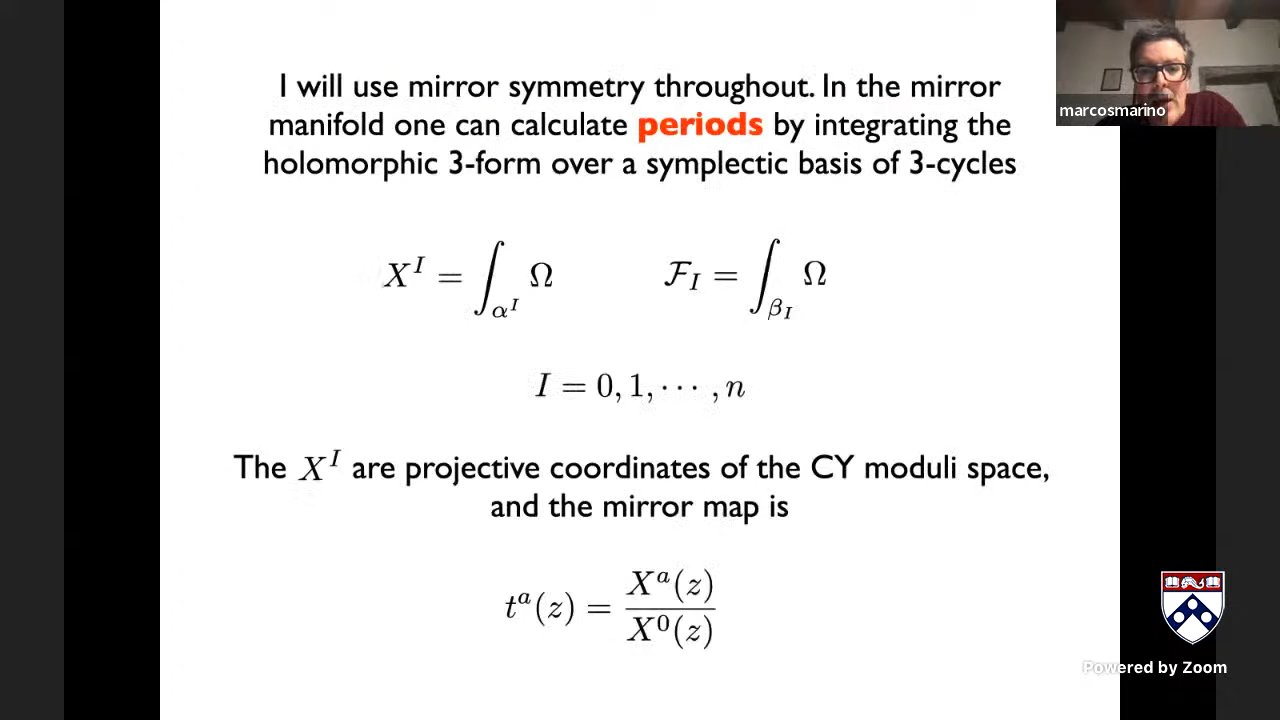 I will use mirror symmetry throughout. In the mirror
manifold one can calculate periods by integrating the
holomorphic 3-form over a symplectic basis of 3-cycles
X^I = ∫_{α^I} Ω    𝓕_I = ∫_{β_I} Ω
I = 0, 1, ⋯ , n
The X^I are projective coordinates of the CY moduli space,
and the mirror map is
t^a(z) = X^a(z) / X^0(z)
marcosmarino
Powered by Zoom